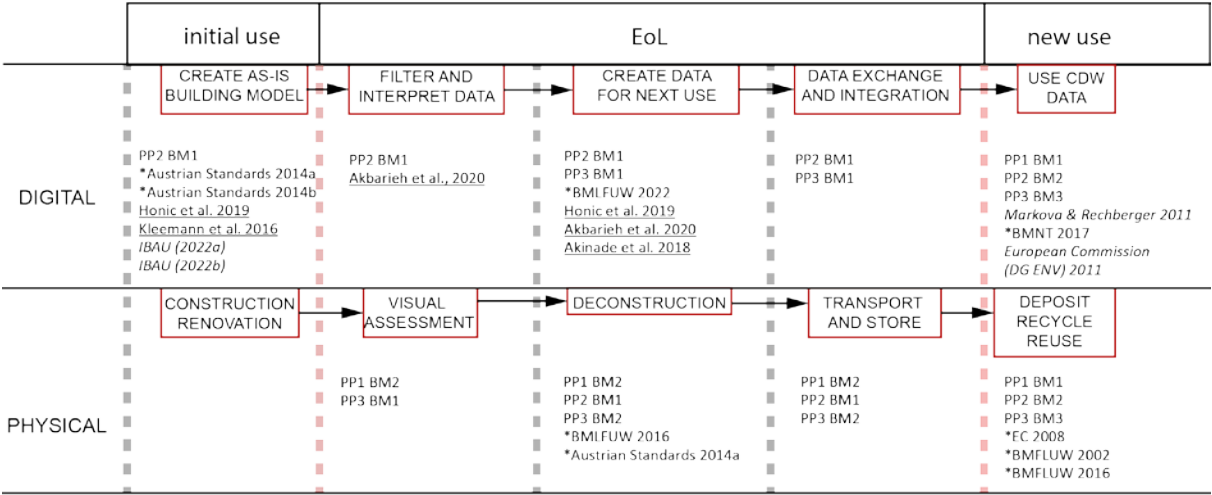 initial use
EoL
new use
DIGITAL
CREATE AS-IS
BUILDING MODEL
FILTER AND
INTERPRET DATA
CREATE DATA
FOR NEXT USE
DATA EXCHANGE
AND INTEGRATION
USE CDW
DATA
PP2 BM1
*Austrian Standards 2014a
*Austrian Standards 2014b
Honic et al. 2019
Kleemann et al. 2016
IBAU (2022a)
IBAU (2022b)
PP2 BM1
Akbarieh et al., 2020
PP2 BM1
PP3 BM1
*BMLFUW 2022
Honic et al. 2019
Akbarieh et al. 2020
Akinade et al. 2018
PP2 BM1
PP3 BM1
PP1 BM1
PP2 BM2
PP3 BM3
Markova & Rechberger 2011
*BMNT 2017
European Commission
(DG ENV) 2011
PHYSICAL
CONSTRUCTION
RENOVATION
VISUAL
ASSESSMENT
DECONSTRUCTION
TRANSPORT
AND STORE
DEPOSIT
RECYCLE
REUSE
PP1 BM2
PP3 BM1
PP1 BM2
PP2 BM1
PP3 BM2
*BMLFUW 2016
*Austrian Standards 2014a
PP1 BM2
PP2 BM1
PP3 BM2
PP1 BM1
PP2 BM2
PP3 BM3
*EC 2008
*BMFLUW 2002
*BMFLUW 2016